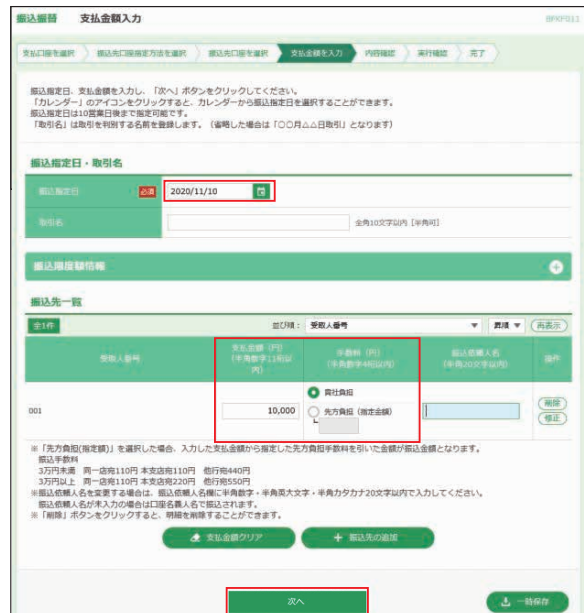 振込振替　支払金額入力
BPKF011
支払口座を選択　振込先口座指定方法を選択　振込先口座を選択　支払金額を入力　内容確認　実行確認　完了
振込指定日、支払金額を入力し、「次へ」ボタンをクリックしてください。
「カレンダー」のアイコンをクリックすると、カレンダーから振込指定日を選択することができます。
振込指定日は10営業日後まで指定可能です。
「取引名」は取引を判別する名前を登録します。（省略した場合は「〇〇月△△日取引」となります）
振込指定日・取引名
振込指定日　必須　2020/11/10
取引名　全角10文字以内［半角可］
振込限度額情報
振込先一覧
全1件　並び順：　受取人番号　昇順　再表示
受取人番号　支払金額（円）（半角数字11桁以内）　手数料（円）（半角数字4桁以内）　振込依頼人名（半角20文字以内）　操作
001　10,000　貴社負担　先方負担（指定金額）　削除　修正
※「先方負担(指定額)」を選択した場合、入力した支払金額から指定した先方負担手数料を引いた金額が振込金額となります。
振込手数料
3万円未満　同一店宛110円 本支店宛110円　他行宛440円
3万円以上　同一店宛110円 本支店宛220円　他行宛550円
※振込依頼人名を変更する場合は、振込依頼人名欄に半角数字・半角英大文字・半角カタカナ20文字以内で入力してください。
振込依頼人名が未入力の場合は口座名義人名で振込されます。
※「削除」ボタンをクリックすると、明細を削除することができます。
支払金額クリア　＋ 振込先の追加
次へ　一時保存